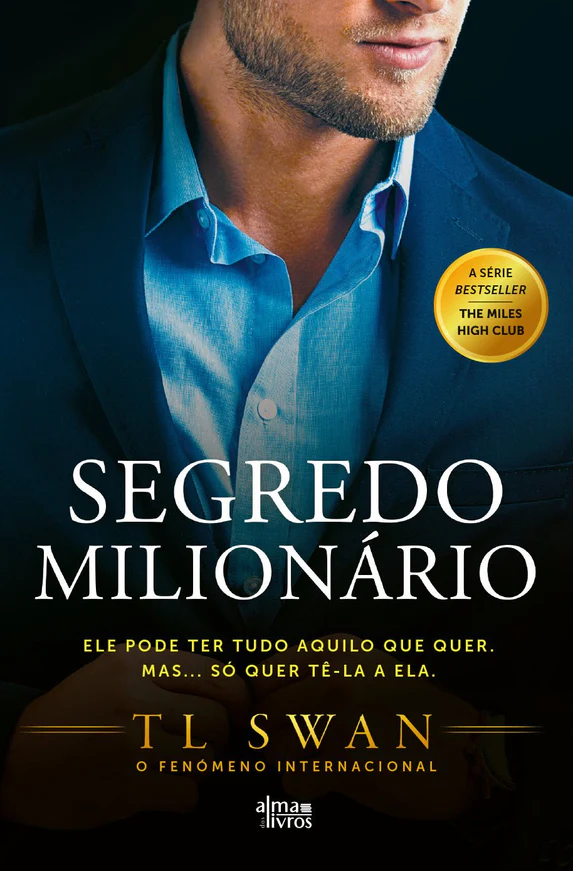 A SÉRIE
BESTSELLER
THE MILES
HIGH CLUB
SEGREDO
MILIONÁRIO
ELE PODE TER TUDO AQUILO QUE QUER.
MAS... SÓ QUER TÊ-LA A ELA.
TL SWAN
O FENÓMENO INTERNACIONAL
alma
dos livros